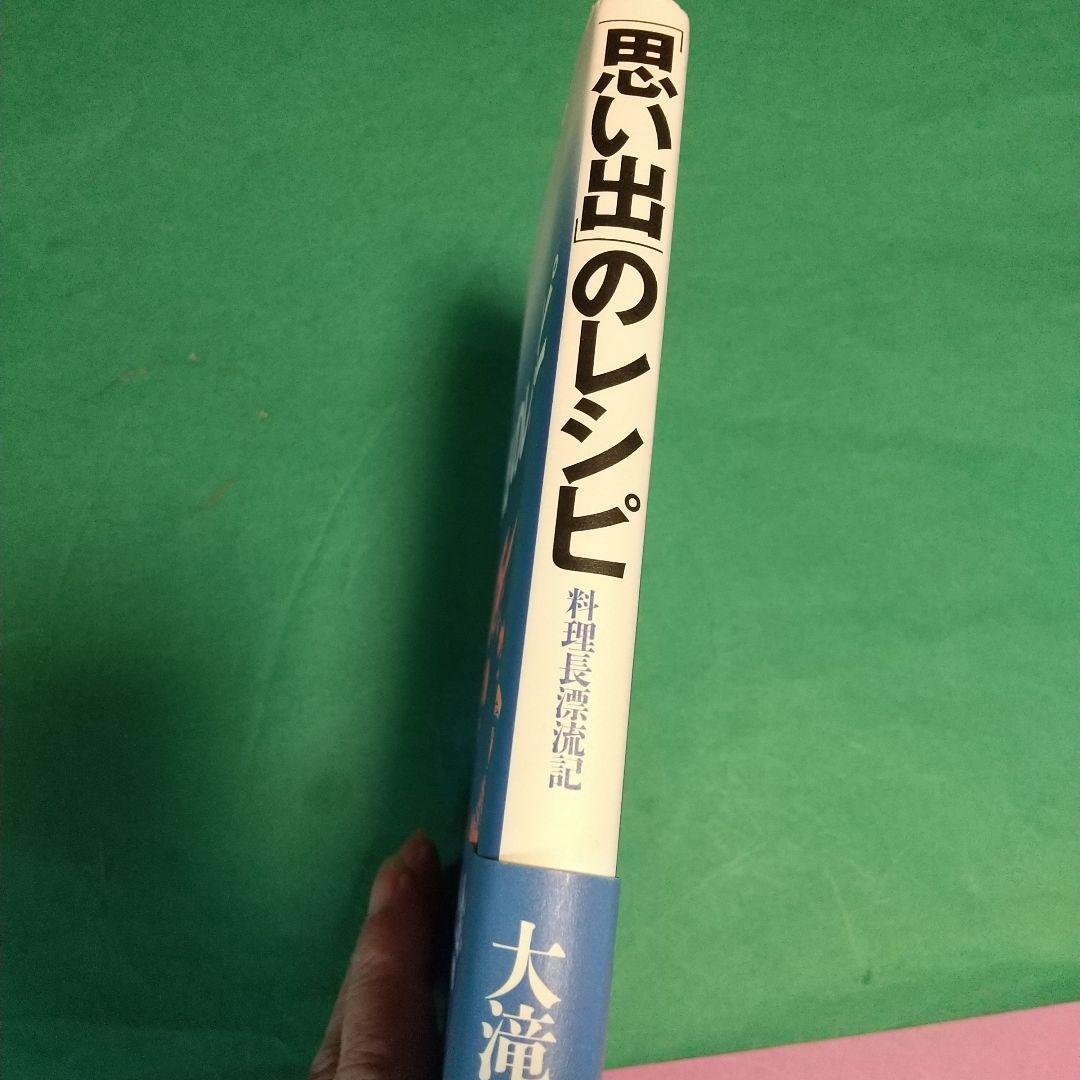 「思い出」のレシピ
料理長漂流記
大滝